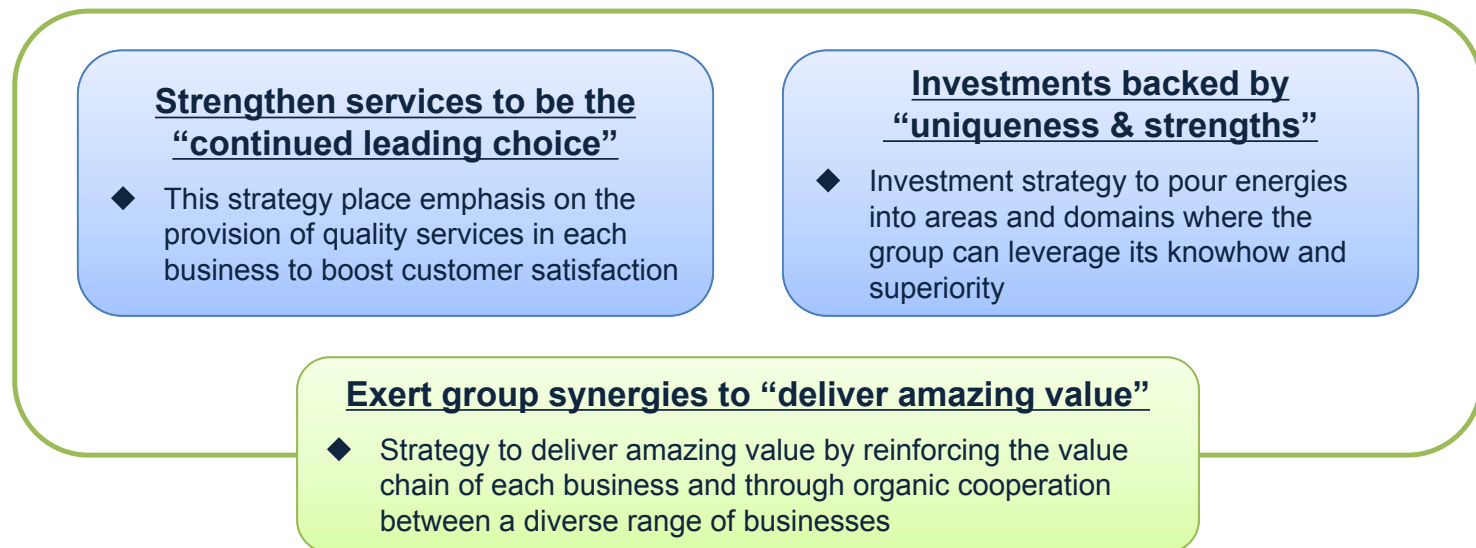 Strengthen services to be the
“continued leading choice”
◆ This strategy place emphasis on the
provision of quality services in each
business to boost customer satisfaction
Investments backed by
“uniqueness & strengths”
◆ Investment strategy to pour energies
into areas and domains where the
group can leverage its knowhow and
superiority
Exert group synergies to “deliver amazing value”
◆ Strategy to deliver amazing value by reinforcing the value
chain of each business and through organic cooperation
between a diverse range of businesses